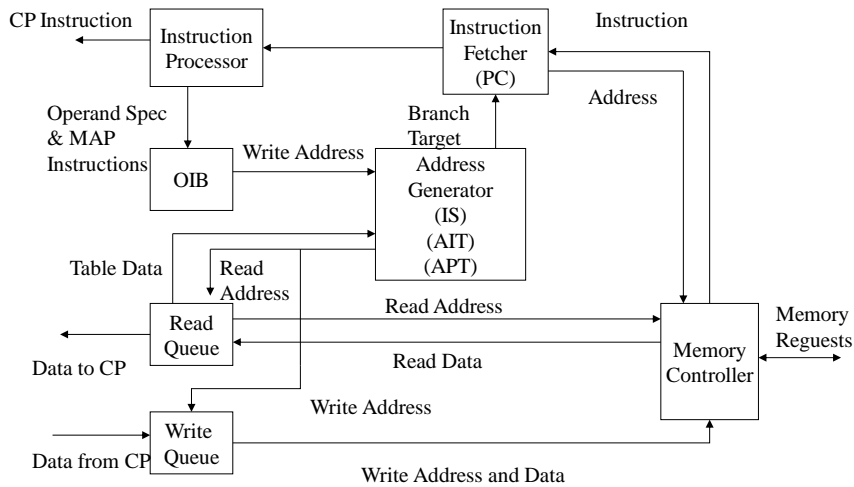 CP Instruction
Instruction
Processor
Instruction
Fetcher
(PC)
Instruction
Address
Operand Spec
& MAP
Instructions
Branch
Target
Write Address
OIB
Address
Generator
(IS)
(AIT)
(APT)
Table Data
Read
Address
Read
Queue
Read Address
Memory
Reguests
Data to CP
Read Data
Memory
Controller
Write Address
Write
Queue
Data from CP
Write Address and Data